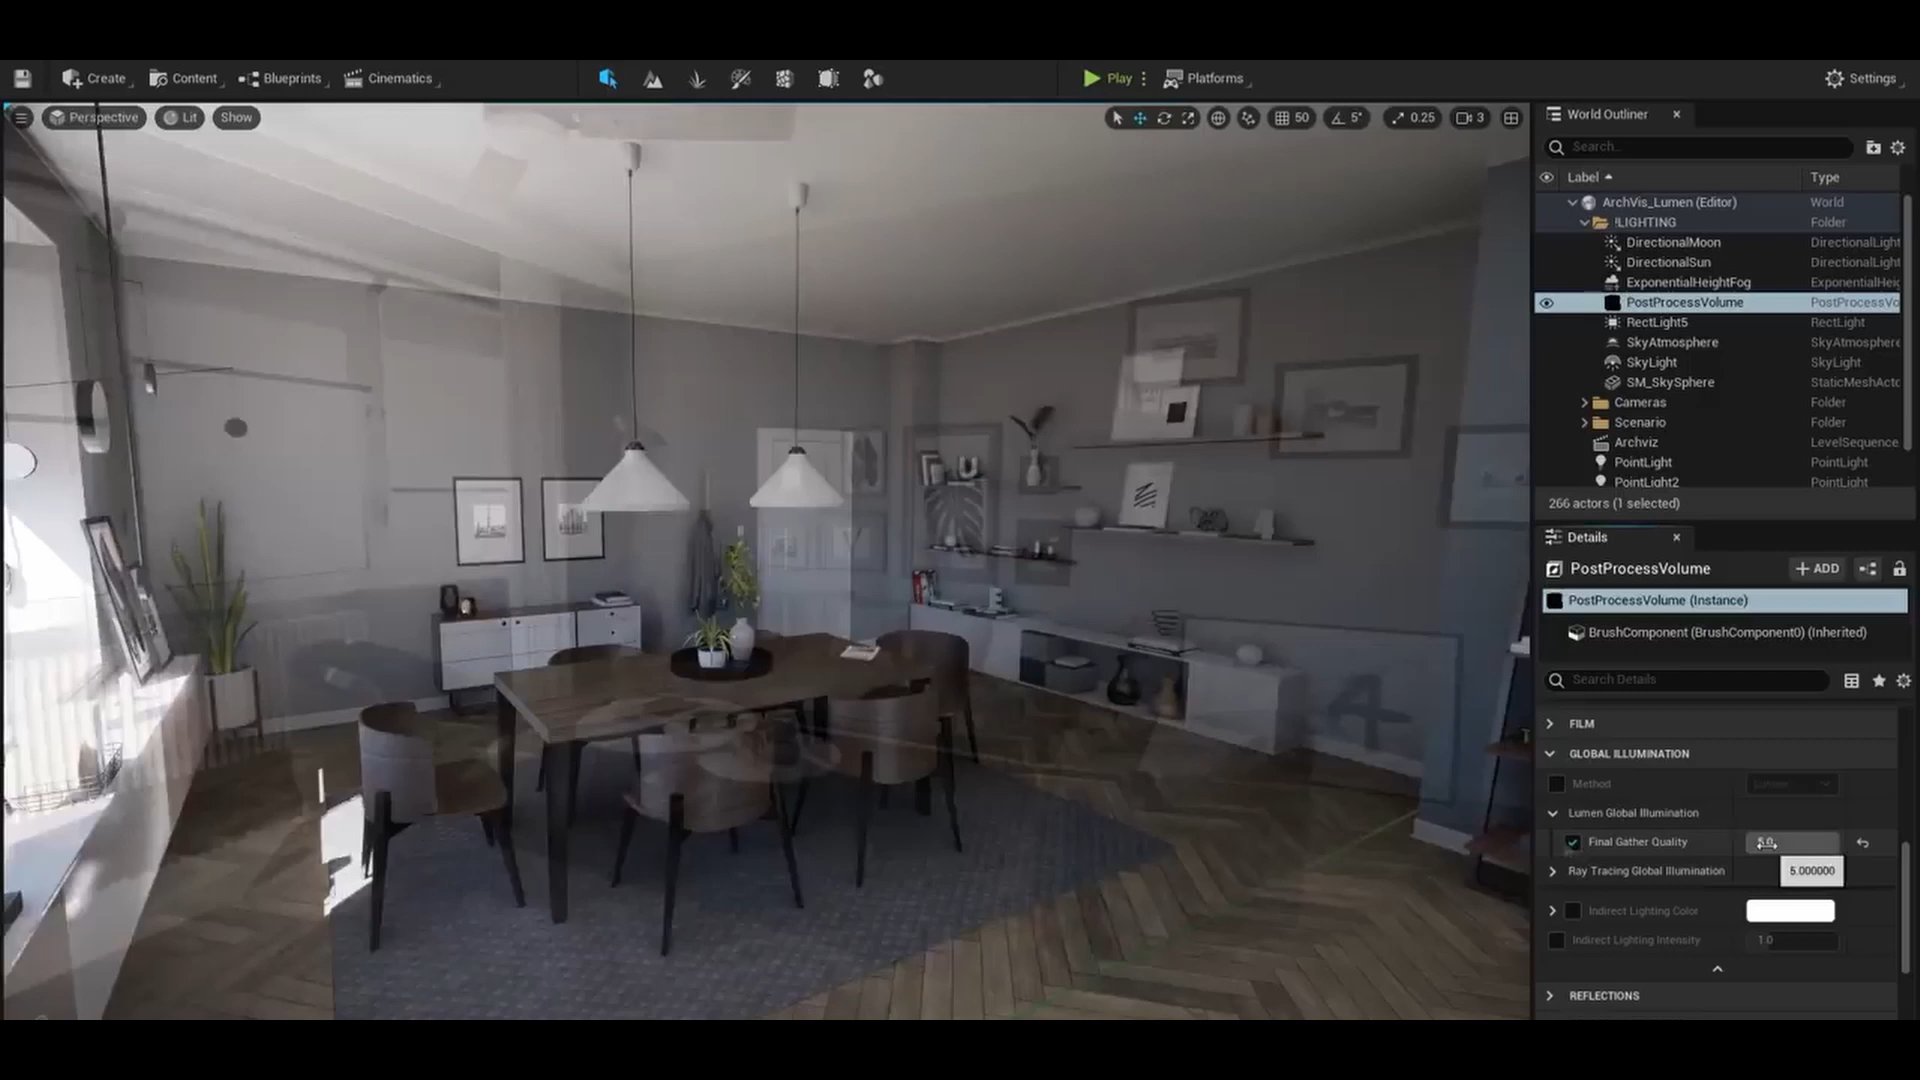 Create
Content
Blueprints
Cinematics
Play
Platforms
Settings
Perspective
Lit
Show
50
5°
0.25
3
World Outliner
Search...
Label
Type
ArchVis_Lumen (Editor)
World
!LIGHTING
Folder
DirectionalMoon
DirectionalLight
DirectionalSun
DirectionalLight
ExponentialHeightFog
ExponentialHeig
PostProcessVolume
PostProcessVo
RectLight5
RectLight
SkyAtmosphere
SkyAtmosphere
SkyLight
SkyLight
SM_SkySphere
StaticMeshActo
Cameras
Folder
Scenario
Folder
Archviz
LevelSequence
PointLight
PointLight
PointLight2
PointLight
266 actors (1 selected)
Details
PostProcessVolume
+ ADD
PostProcessVolume (Instance)
BrushComponent (BrushComponent0) (Inherited)
Search Details
FILM
GLOBAL ILLUMINATION
Method
Lumen Global Illumination
Final Gather Quality
5.0
Ray Tracing Global Illumination
5.000000
Indirect Lighting Color
Indirect Lighting Intensity
1.0
REFLECTIONS